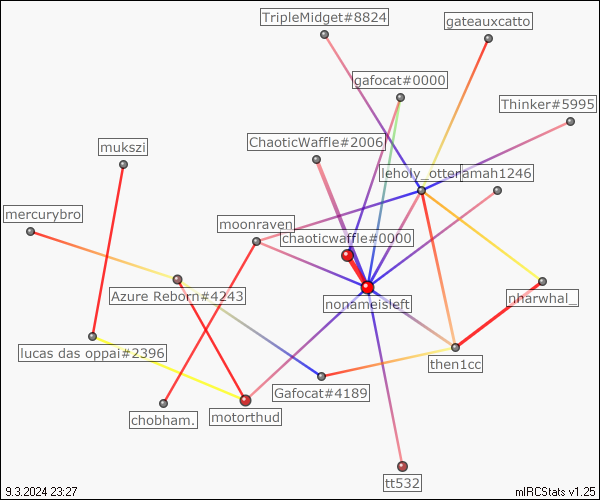 TripleMidget#8824
gateauxcatto
gafocat#0000
Thinker#5995
ChaoticWaffle#2006
mukszi
leholy_otter
amah1246
mercurybro
moonraven
chaoticwaffle#0000
Azure Reborn#4243
nonameisleft
nharwhal_
lucas das oppai#2396
then1cc
Gafocat#4189
chobham.
motorthud
tt532
9.3.2024 23:27
mIRCStats v1.25